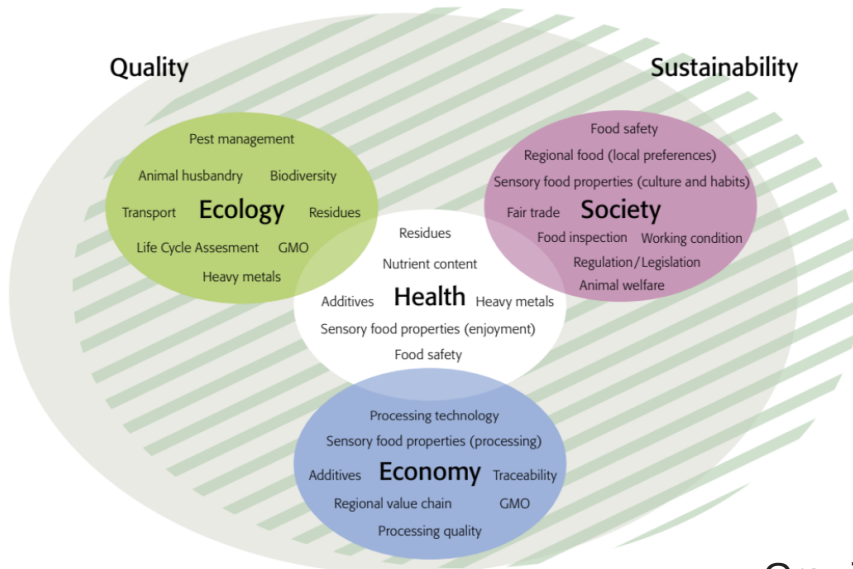 Quality
Sustainability
Pest management
Animal husbandry Biodiversity
Transport Ecology Residues
Life Cycle Assesment GMO
Heavy metals
Food safety
Regional food (local preferences)
Sensory food properties (culture and habits)
Fair trade Society
Food inspection Working condition
Regulation/Legislation
Animal welfare
Residues
Nutrient content
Additives Health Heavy metals
Sensory food properties (enjoyment)
Food safety
Processing technology
Sensory food properties (processing)
Additives Economy Traceability
Regional value chain GMO
Processing quality